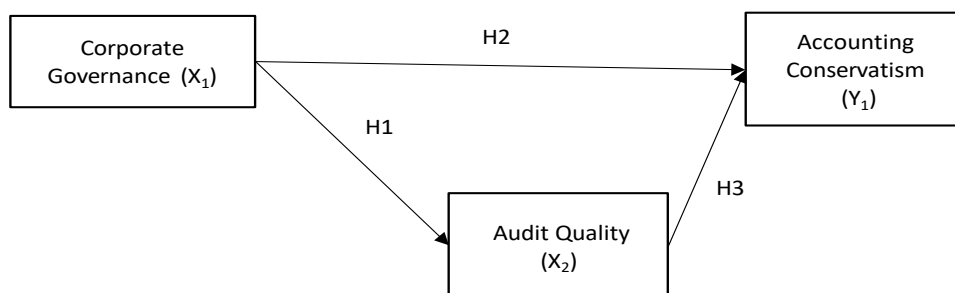 Corporate
Governance (X₁)
H2
Accounting
Conservatism
(Y₁)
H1
H3
Audit Quality
(X₂)